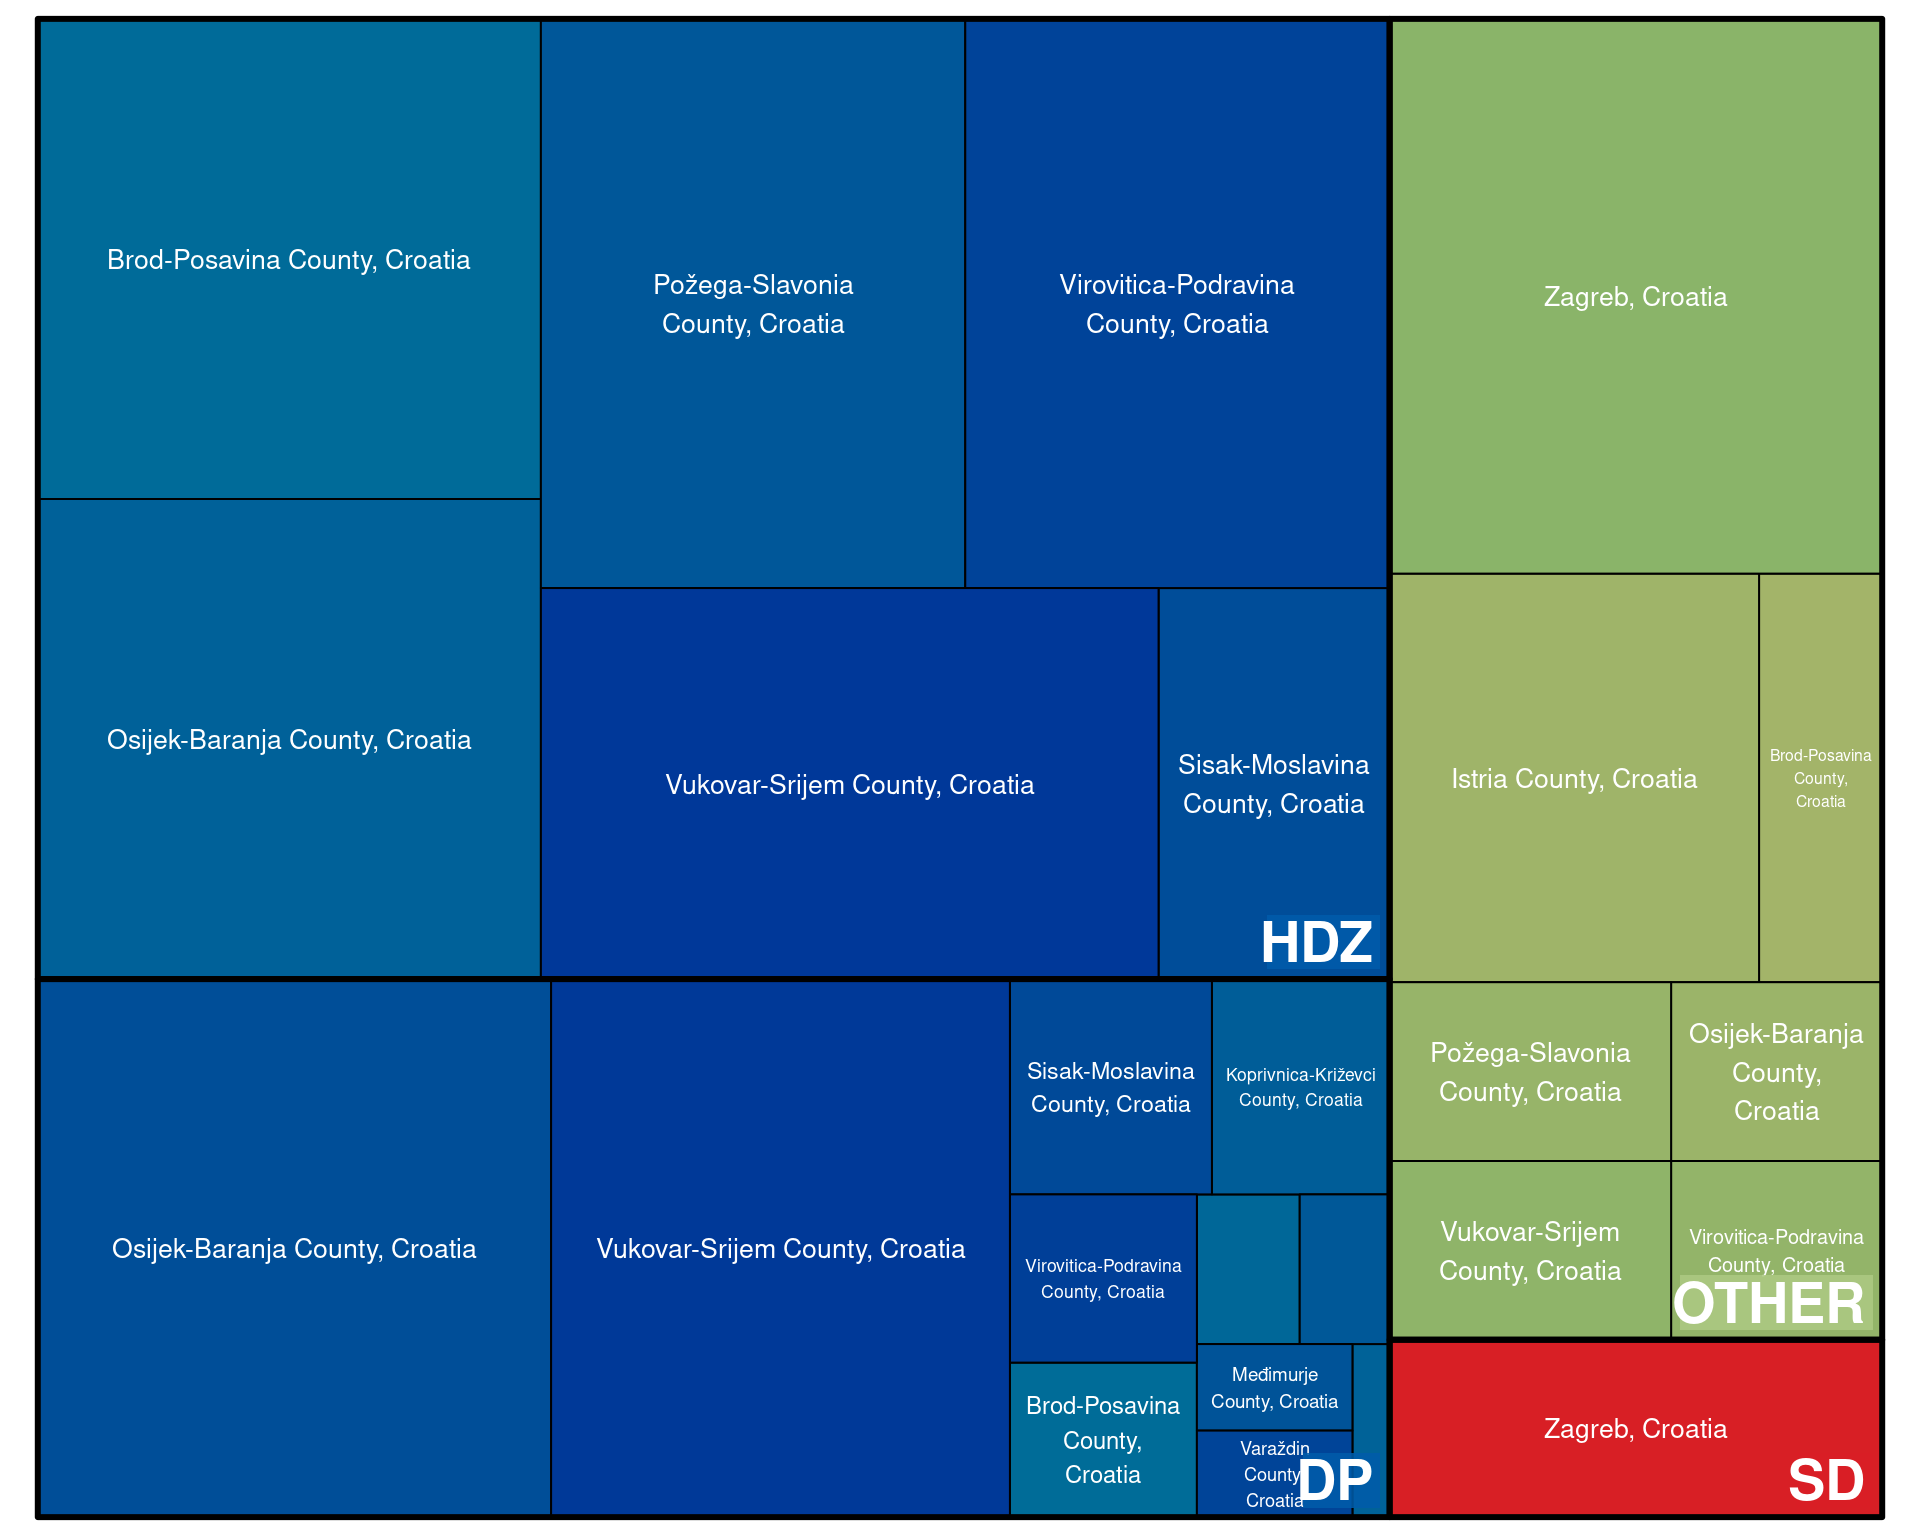 Brod-Posavina County, Croatia
Požega-Slavonia
County, Croatia
Virovitica-Podravina
County, Croatia
Zagreb, Croatia
Osijek-Baranja County, Croatia
Vukovar-Srijem County, Croatia
Sisak-Moslavina
County, Croatia
HDZ
Istria County, Croatia
Brod-Posavina
County,
Croatia
Požega-Slavonia
County, Croatia
Osijek-Baranja
County,
Croatia
Vukovar-Srijem
County, Croatia
Virovitica-Podravina
County, Croatia
OTHER
Osijek-Baranja County, Croatia
Vukovar-Srijem County, Croatia
Sisak-Moslavina
County, Croatia
Koprivnica-Križevci
County, Croatia
Virovitica-Podravina
County, Croatia
Brod-Posavina
County,
Croatia
Međimurje
County, Croatia
Varaždin
County
Croatia
DP
Zagreb, Croatia
SD